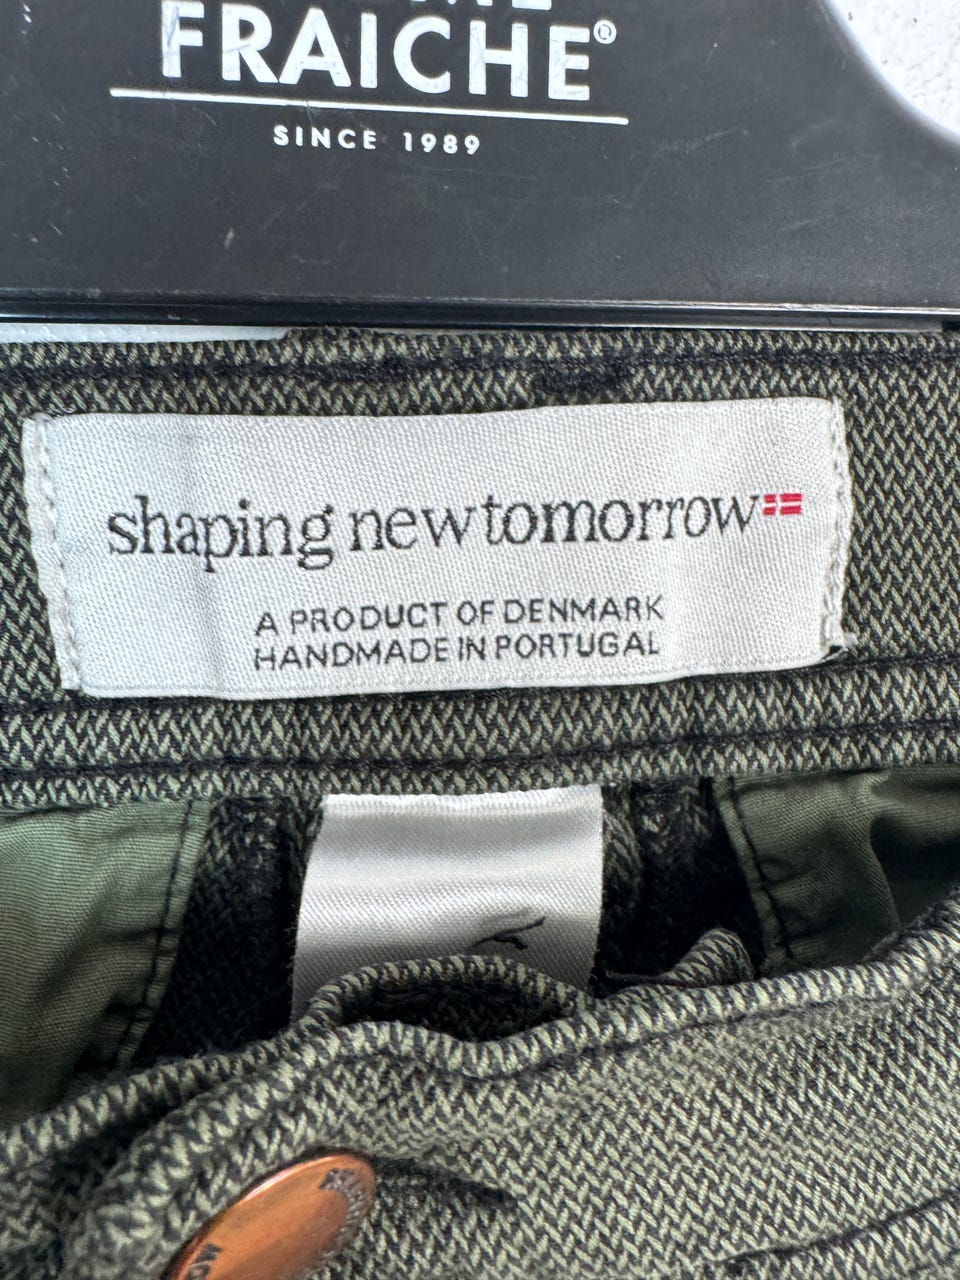 FRAICHE®
SINCE 1989
shaping new tomorrow
A PRODUCT OF DENMARK
HANDMADE IN PORTUGAL